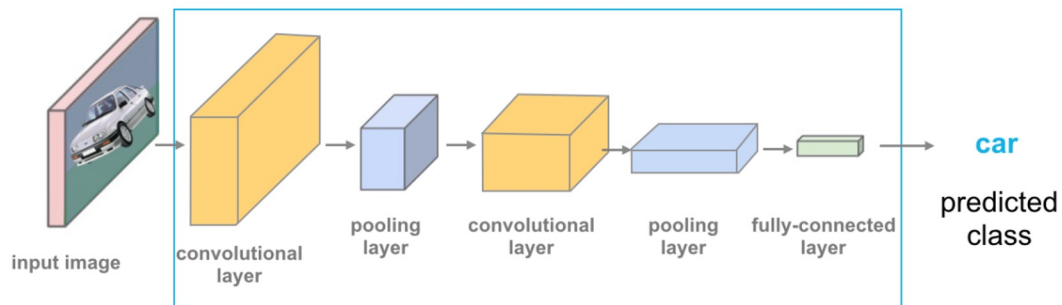 input image
convolutional
layer
pooling
layer
convolutional
layer
pooling
layer
fully-connected
layer
car
predicted
class